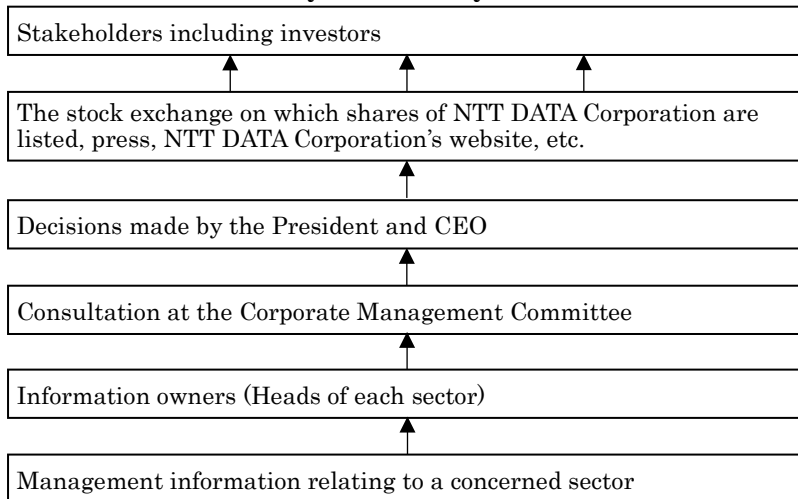 Stakeholders including investors
The stock exchange on which shares of NTT DATA Corporation are
listed, press, NTT DATA Corporation’s website, etc.
Decisions made by the President and CEO
Consultation at the Corporate Management Committee
Information owners (Heads of each sector)
Management information relating to a concerned sector